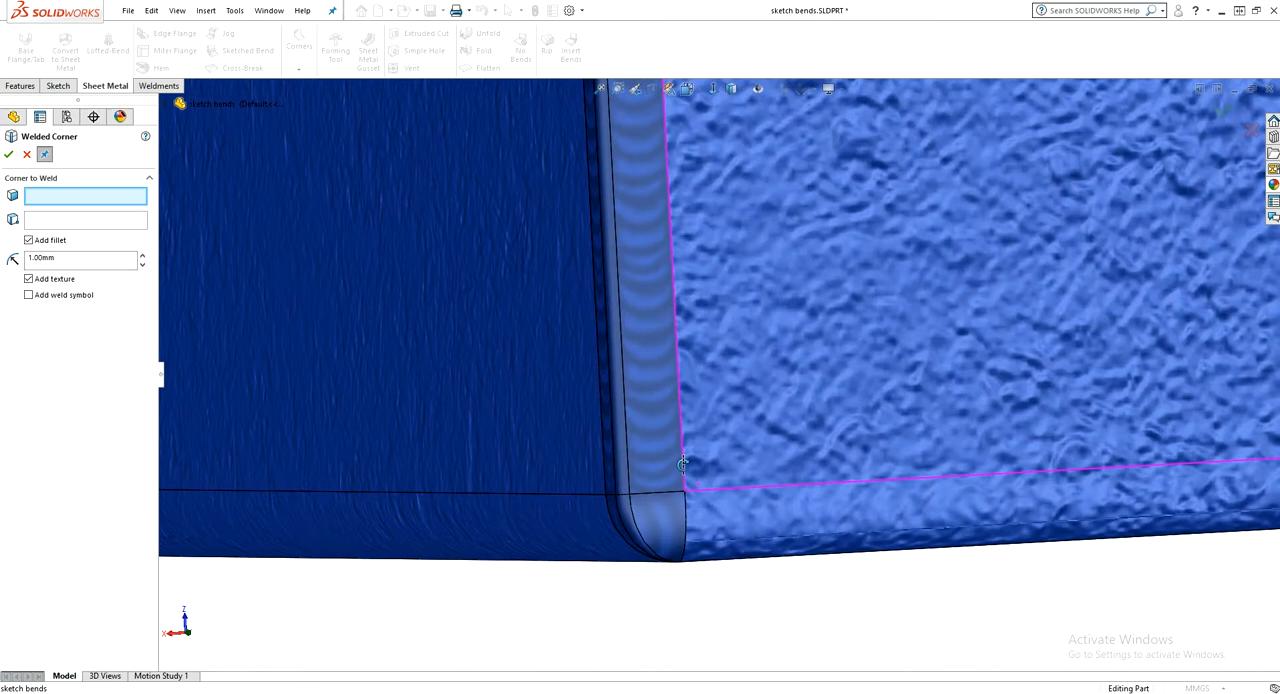 SOLIDWORKS File Edit View Insert Tools Window Help sketch bends.SLDPRT * Search SOLIDWORKS Help
Base Flange/Tab
Convert to Sheet Metal
Lofted-Bend
Edge Flange
Miter Flange
Hem
Jog
Sketched Bend
Cross-Break
Corners
Forming Tool
Sheet Metal Gusset
Extruded Cut
Simple Hole
Vent
Unfold
Fold
Flatten
No Bends
Rip
Insert Bends
Features Sketch Sheet Metal Weldments
sketch bends (Default<<...
Welded Corner
Corner to Weld
Add fillet
1.00mm
Add texture
Add weld symbol
Z
X
Activate Windows
Go to Settings to activate Windows.
Model 3D Views Motion Study 1
sketch bends Editing Part MMGS